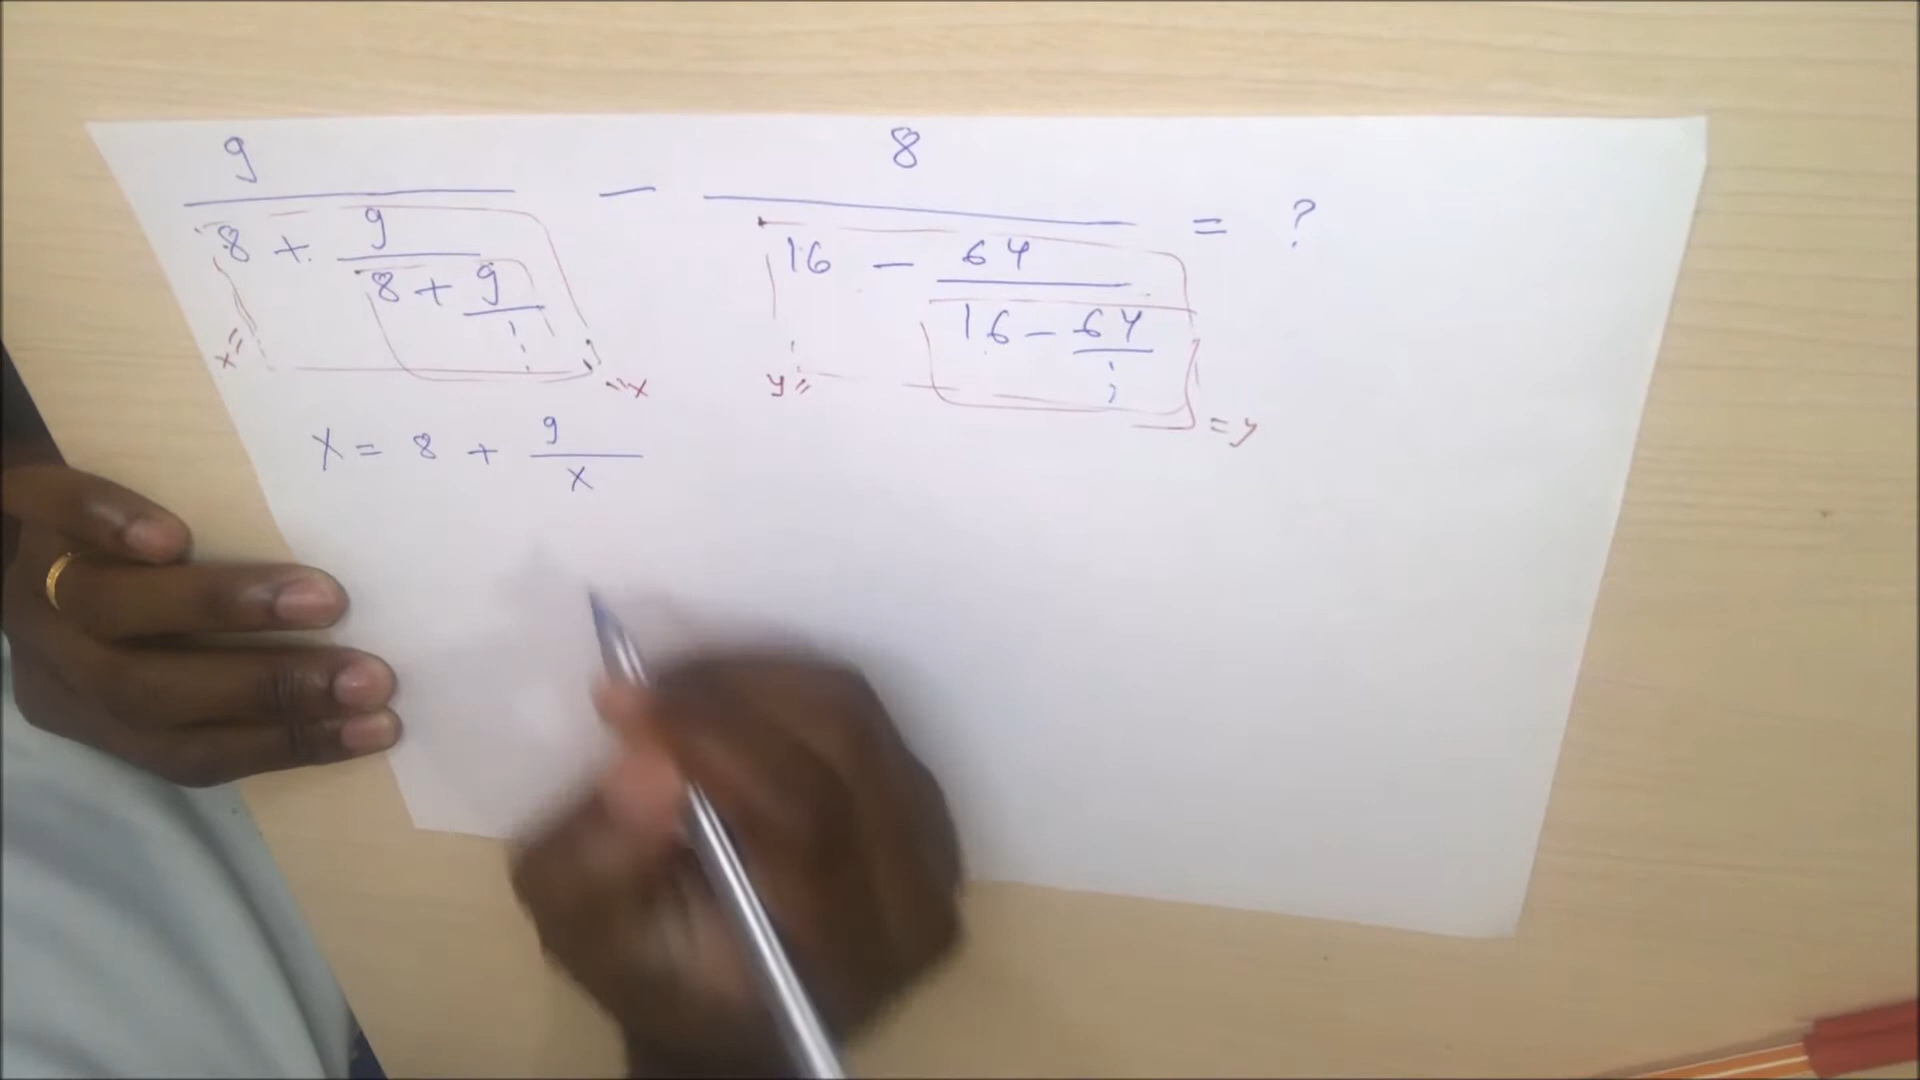 9 — 8 = ?
8 + 9 16 — 64
8 + 9 16 — 64
x = = x y = = y
X = 8 + 9
x